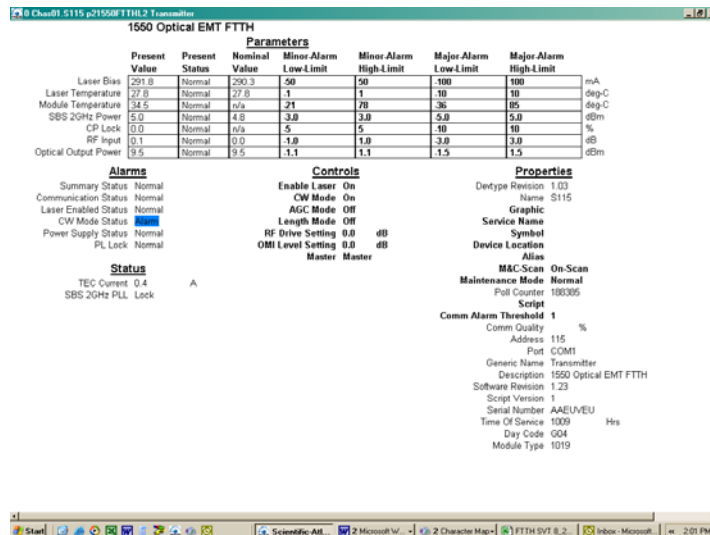 0 Chas01.S115 p21550FTTHL2 Transmitter
1550 Optical EMT FTTH
Parameters
Present Value Present Status Nominal Value Minor-Alarm Low-Limit Minor-Alarm High-Limit Major-Alarm Low-Limit Major-Alarm High-Limit
Laser Bias 291.8 Normal 290.3 -50 50 -100 100 mA
Laser Temperature 27.8 Normal 27.8 -1 1 -10 10 deg-C
Module Temperature 34.5 Normal n/a -21 78 -36 85 deg-C
SBS 2GHz Power 5.0 Normal 4.8 -3.0 3.0 -5.0 5.0 dBm
CP Lock 0.0 Normal n/a -5 5 -10 10 %
RF Input 0.1 Normal 0.0 -1.0 1.0 -3.0 3.0 dB
Optical Output Power 9.5 Normal 9.5 -1.1 1.1 -1.5 1.5 dBm
Alarms
Summary Status Normal
Communication Status Normal
Laser Enabled Status Normal
CW Mode Status Alarm
Power Supply Status Normal
PL Lock Normal
Status
TEC Current 0.4 A
SBS 2GHz PLL Lock
Controls
Enable Laser On
CW Mode On
AGC Mode Off
Length Mode Off
RF Drive Setting 0.0 dB
OMI Level Setting 0.0 dB
Master Master
Properties
Devtype Revision 1.03
Name S115
Graphic
Service Name
Symbol
Device Location
Alias
M&C-Scan On-Scan
Maintenance Mode Normal
Poll Counter 188385
Script
Comm Alarm Threshold 1
Comm Quality %
Address 115
Port COM1
Generic Name Transmitter
Description 1550 Optical EMT FTTH
Software Revision 1.23
Script Version 1
Serial Number AAEUVEU
Time Of Service 1009 Hrs
Day Code G04
Module Type 1019
Start Scientific-Atl... 2 Microsoft W... 2 Character Map FTTH SVT 8_2... Inbox - Microsoft... 2:01 PM